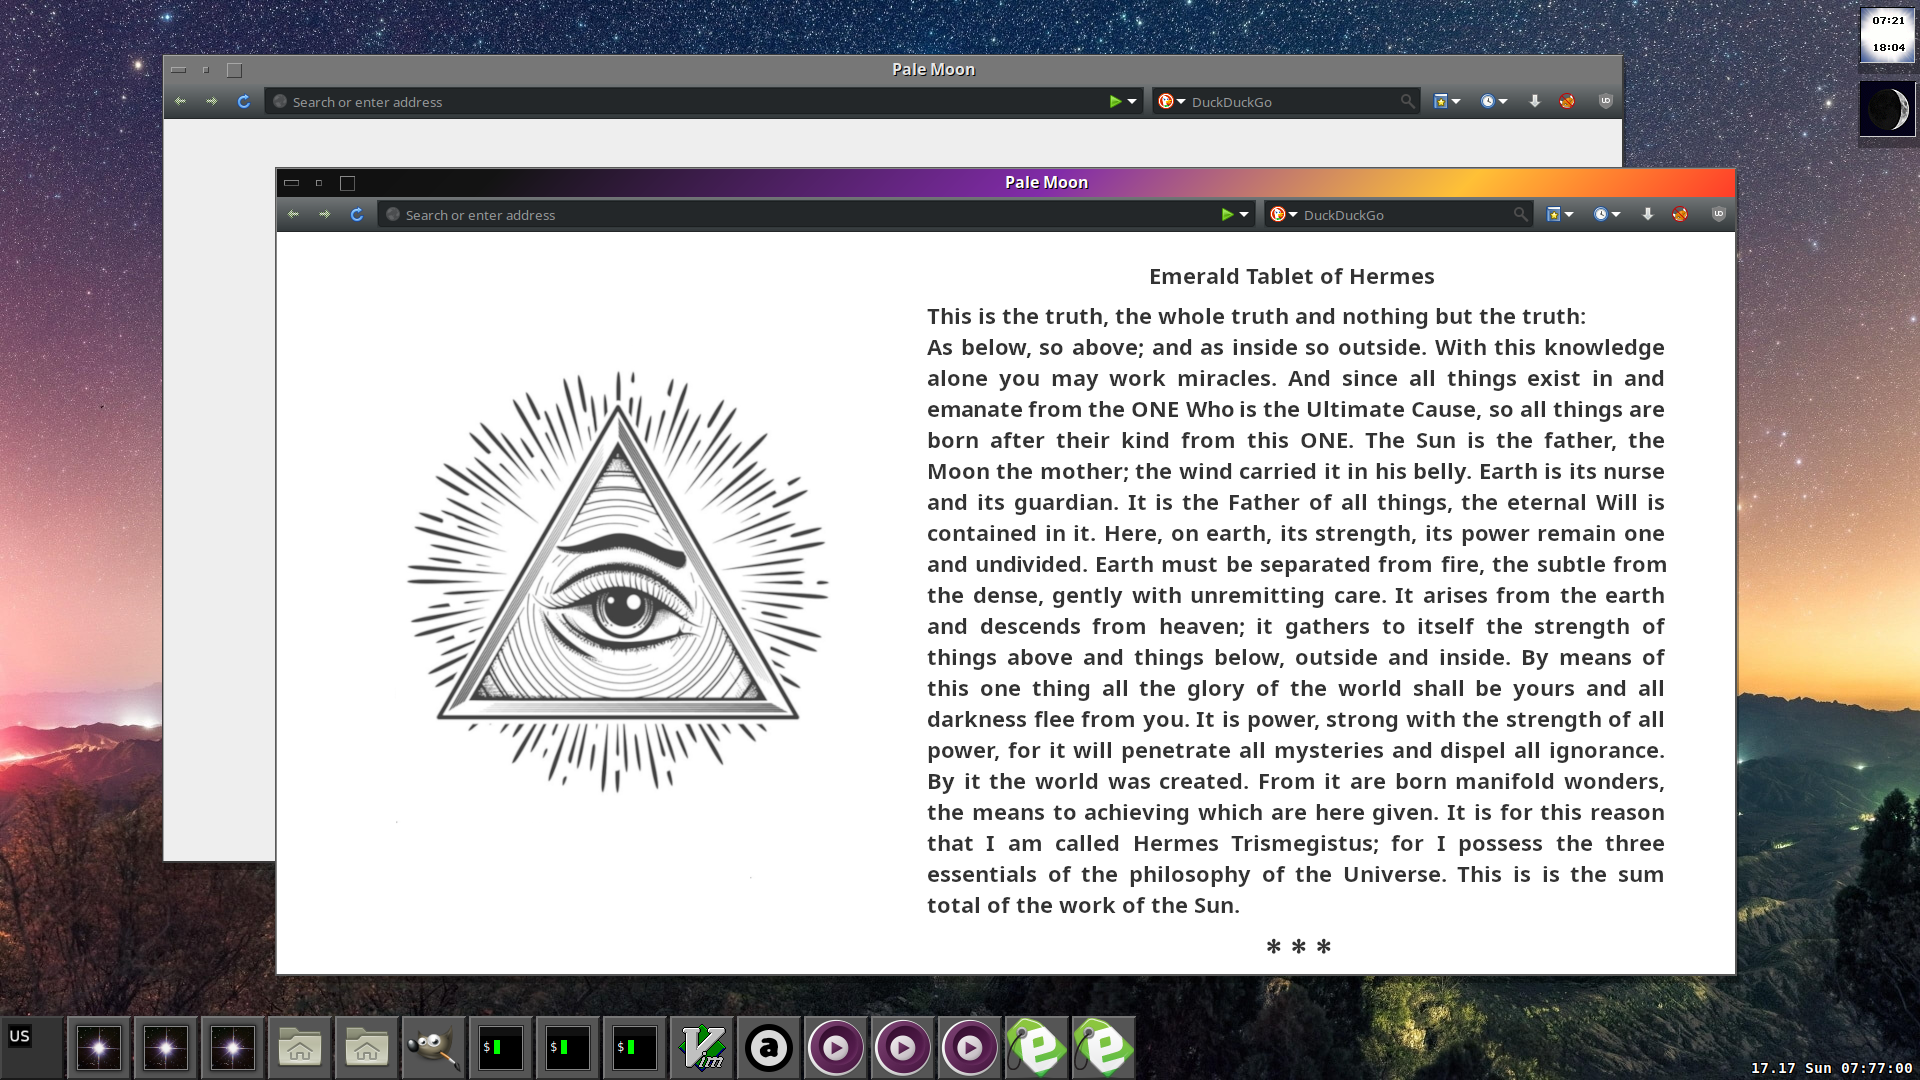 07:21
18:04
Pale Moon
Search or enter address
DuckDuckGo
Pale Moon
Search or enter address
DuckDuckGo
Emerald Tablet of Hermes
This is the truth, the whole truth and nothing but the truth:
As below, so above; and as inside so outside. With this knowledge
alone you may work miracles. And since all things exist in and
emanate from the ONE Who is the Ultimate Cause, so all things are
born after their kind from this ONE. The Sun is the father, the
Moon the mother; the wind carried it in his belly. Earth is its nurse
and its guardian. It is the Father of all things, the eternal Will is
contained in it. Here, on earth, its strength, its power remain one
and undivided. Earth must be separated from fire, the subtle from
the dense, gently with unremitting care. It arises from the earth
and descends from heaven; it gathers to itself the strength of
things above and things below, outside and inside. By means of
this one thing all the glory of the world shall be yours and all
darkness flee from you. It is power, strong with the strength of all
power, for it will penetrate all mysteries and dispel all ignorance.
By it the world was created. From it are born manifold wonders,
the means to achieving which are here given. It is for this reason
that I am called Hermes Trismegistus; for I possess the three
essentials of the philosophy of the Universe. This is is the sum
total of the work of the Sun.
* * *
US
$
$
$
Vim
a
e
e
17.17 Sun 07:77:00